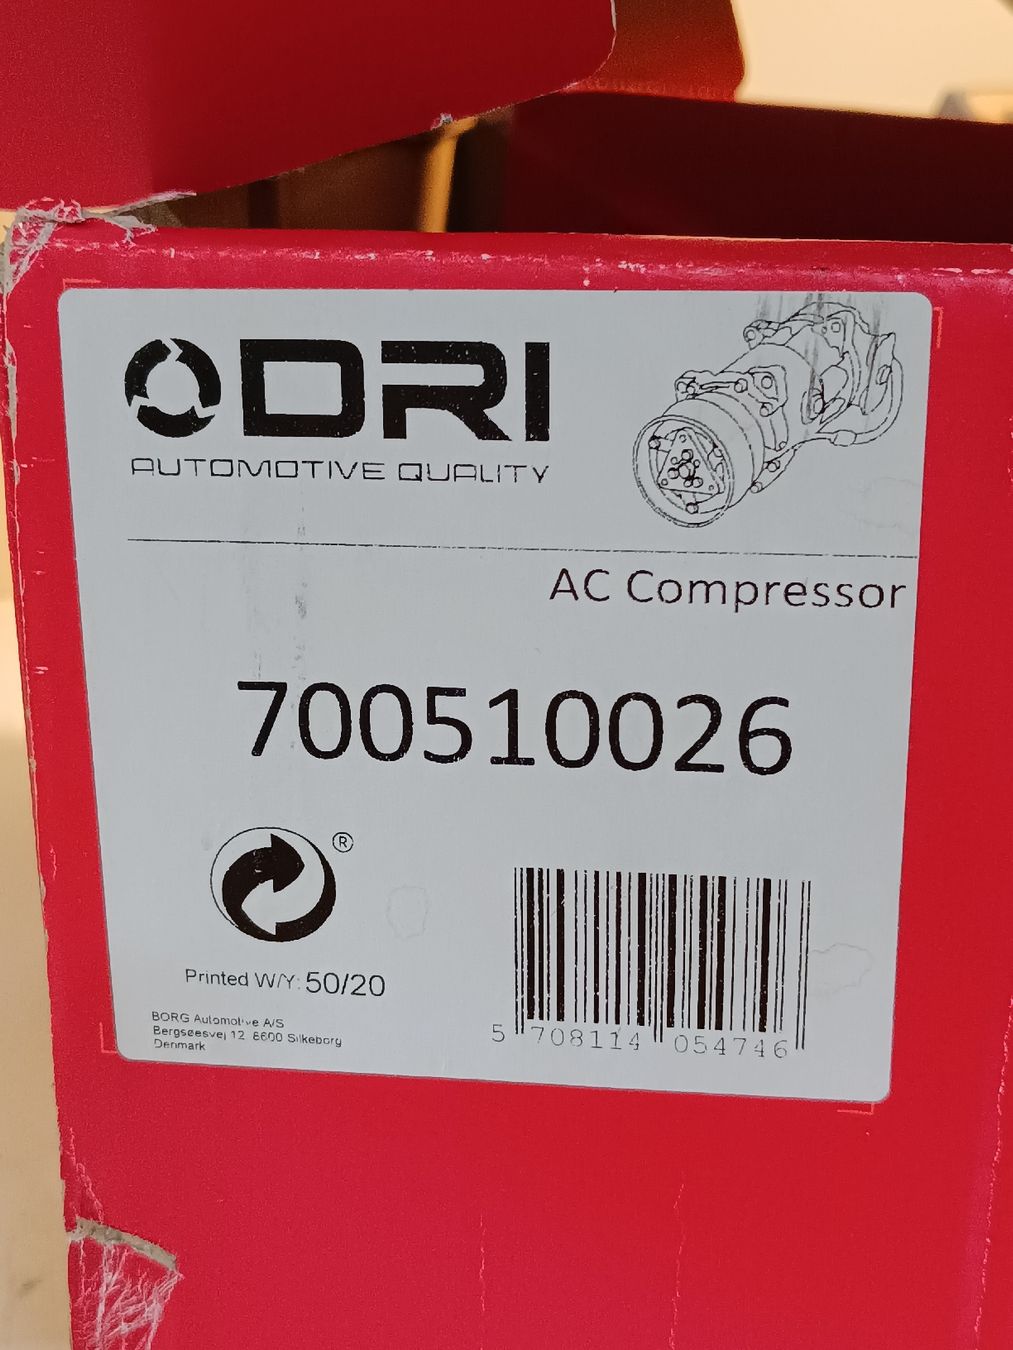 DRI
AUTOMOTIVE QUALITY
AC Compressor
700510026
®
Printed W/Y: 50/20
BORG Automotive A/S
Bergsøesvej 12 8600 Silkeborg
Denmark
5 708114 054746